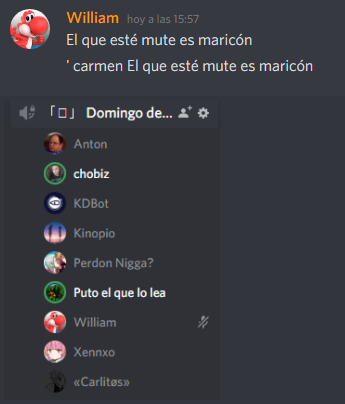 William hoy a las 15:57
El que esté mute es maricón
' carmen El que esté mute es maricón
「▯」 Domingo de...
Anton
chobiz
KDBot
Kinopio
Perdon Nigga?
Puto el que lo lea
William
Xennxo
«Carlitøs»